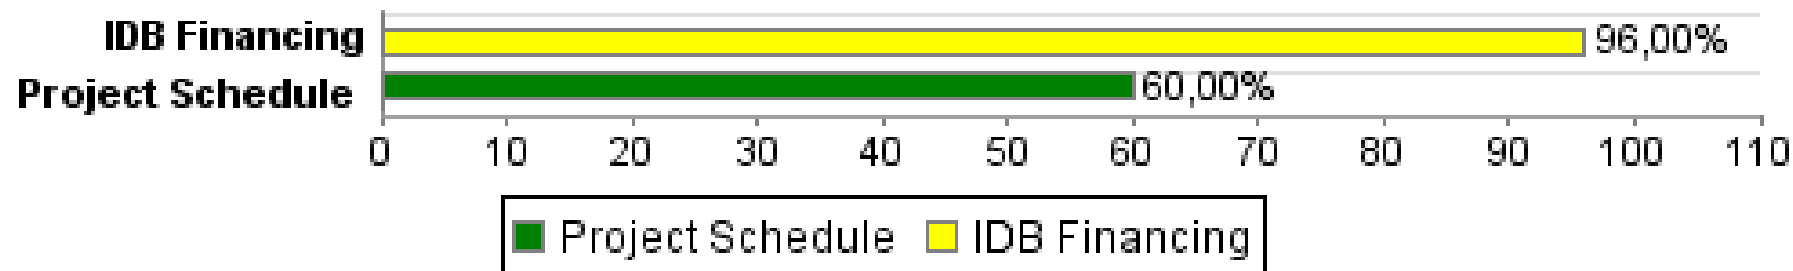 IDB Financing 96,00%
Project Schedule 60,00%
0 10 20 30 40 50 60 70 80 90 100 110
Project Schedule IDB Financing